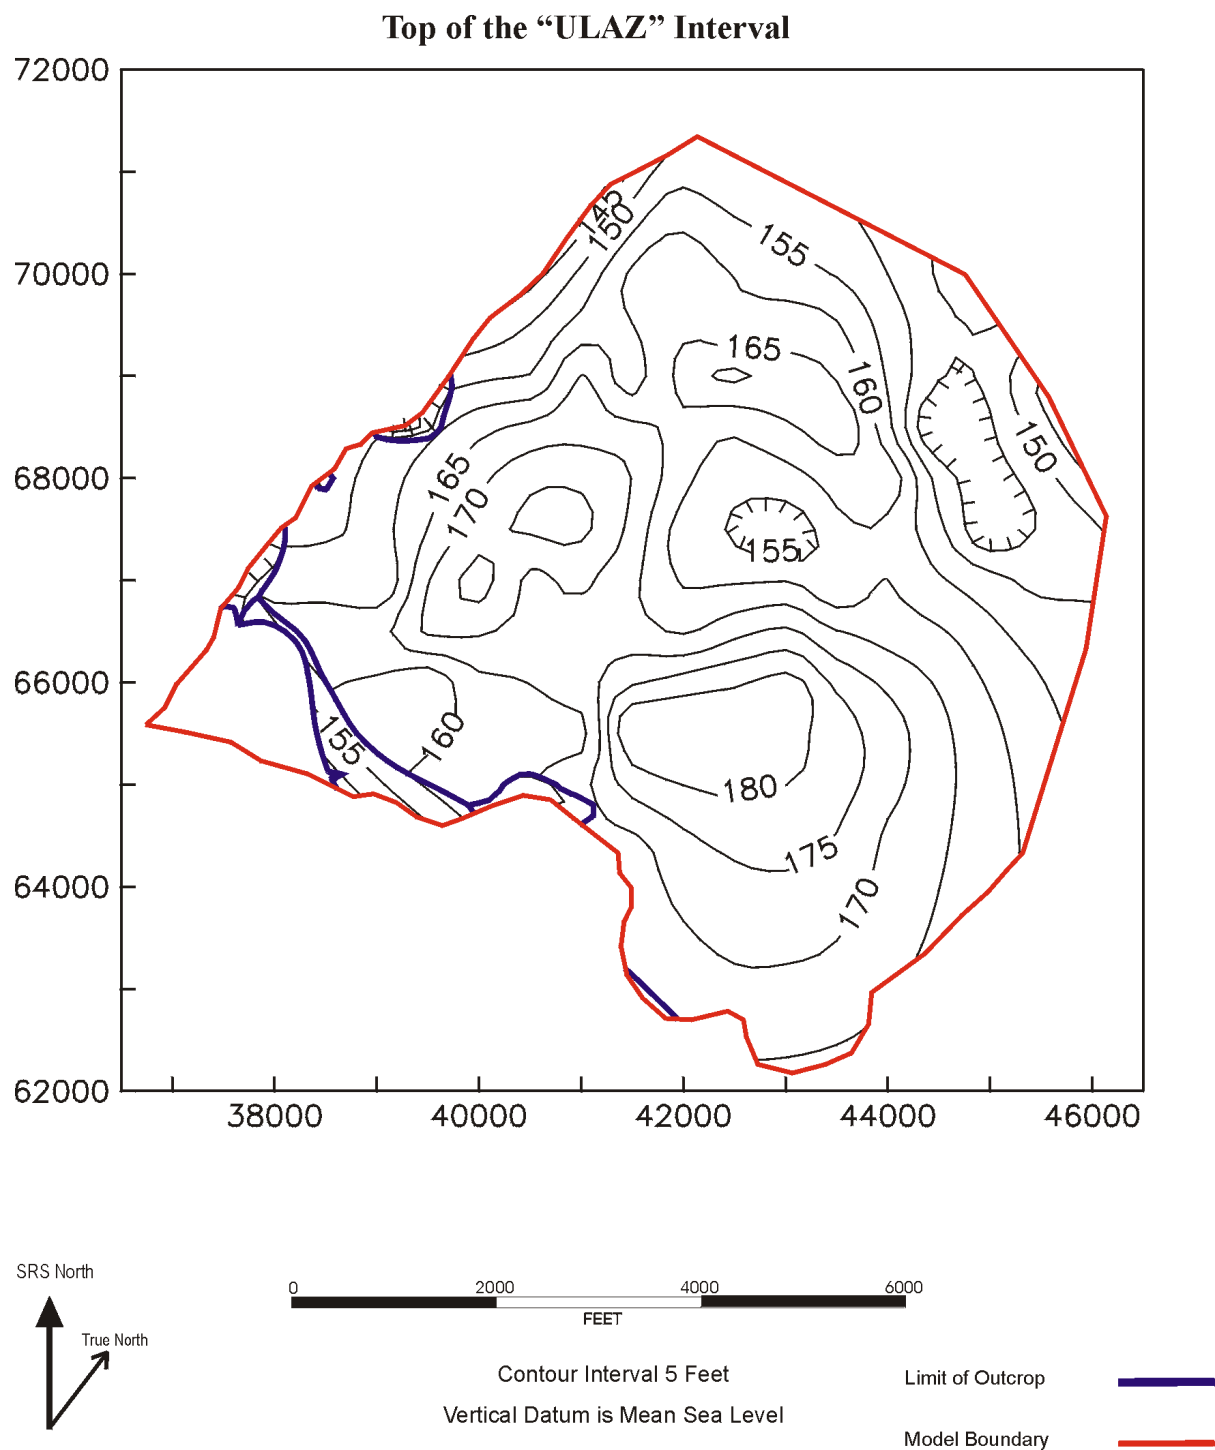 Top of the “ULAZ” Interval
72000
70000
68000
66000
64000
62000
38000
40000
42000
44000
46000
145
150
155
165
160
165
170
155
150
160
155
180
175
170
SRS North
True North
0 2000 4000 6000
FEET
Contour Interval 5 Feet
Vertical Datum is Mean Sea Level
Limit of Outcrop
Model Boundary